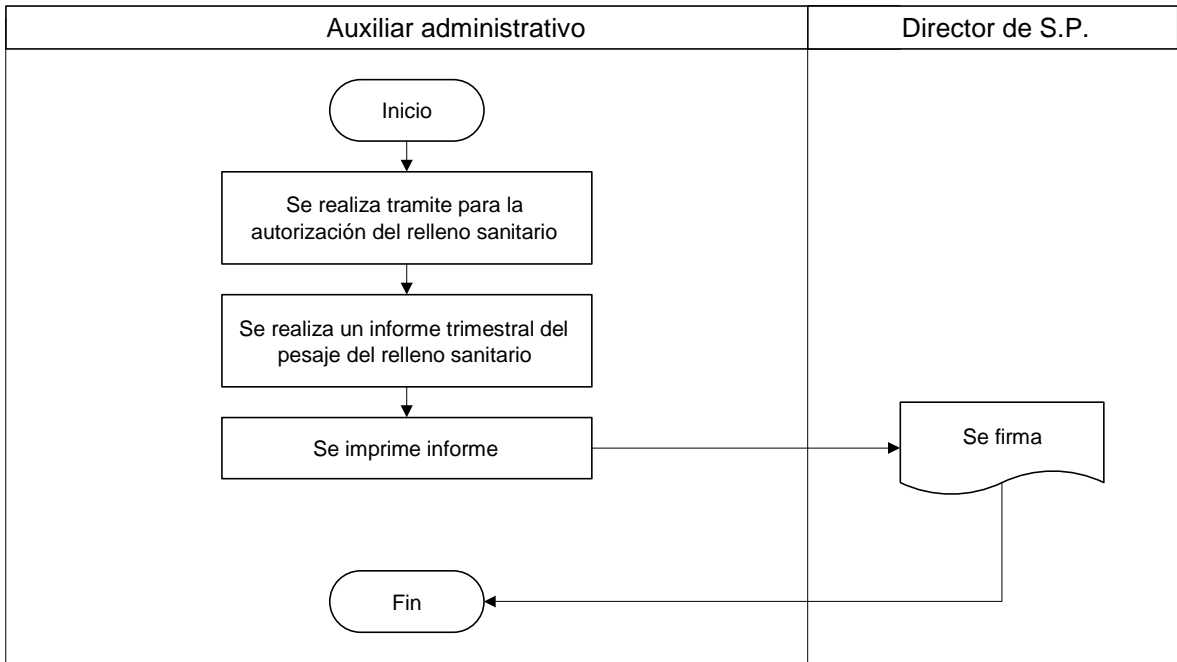 Auxiliar administrativo
Director de S.P.
Inicio
Se realiza tramite para la
autorización del relleno sanitario
Se realiza un informe trimestral del
pesaje del relleno sanitario
Se imprime informe
Se firma
Fin